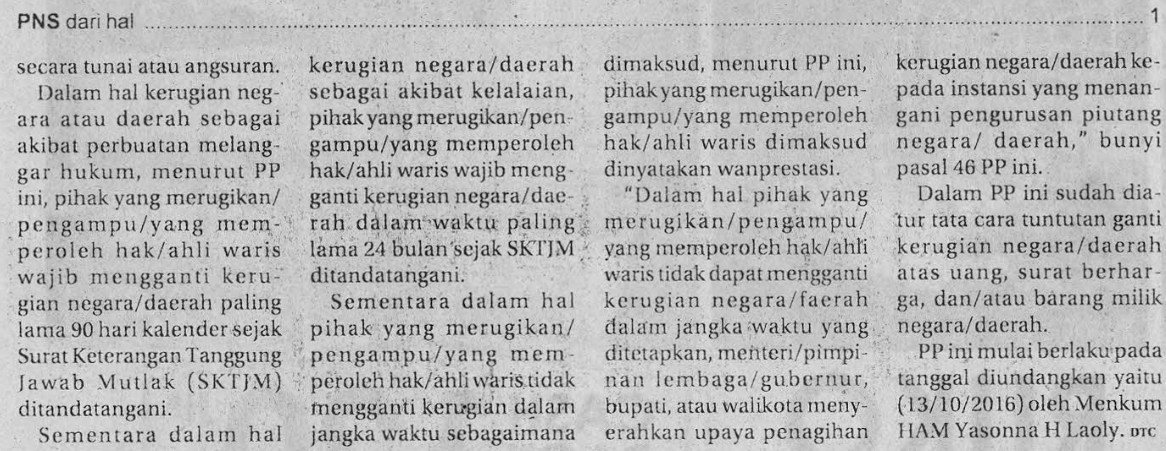 PNS dari hal ........ 1
secara tunai atau angsuran.
Dalam hal kerugian neg-
ara atau daerah sebagai
akibat perbuatan melang-
gar hukum, menurut PP
ini, pihak yang merugikan/
pengampu/yang mem-
peroleh hak/ahli waris
wajib mengganti keru-
gian negara/daerah paling
lama 90 hari kalender sejak
Surat Keterangan Tanggung
Jawab Mutlak (SKTJM)
ditandatangani.
Sementara dalam hal
kerugian negara/daerah
sebagai akibat kelalaian,
pihak yang merugikan/pen-
gampu/yang memperoleh
hak/ahli waris wajib meng-
ganti kerugian negara/dae-
rah dalam waktu paling
lama 24 bulan sejak SKTJM
ditandatangani.
Sementara dalam hal
pihak yang merugikan/
pengampu/yang mem-
peroleh hak/ahli waris tidak
mengganti kerugian dalam
jangka waktu sebagaimana
dimaksud, menurut PP ini,
pihak yang merugikan/pen-
gampu/yang memperoleh
hak/ahli waris dimaksud
dinyatakan wanprestasi.
"Dalam hal pihak yang
merugikan/pengampu/
yang memperoleh hak/ahli
waris tidak dapat mengganti
kerugian negara/faerah
dalam jangka waktu yang
ditetapkan, menteri/pimpi-
nan lembaga/gubernur,
bupati, atau walikota meny-
erahkan upaya penagihan
kerugian negara/daerah ke-
pada instansi yang menan-
gani pengurusan piutang
negara/ daerah," bunyi
pasal 46 PP ini.
Dalam PP ini sudah dia-
tur tata cara tuntutan ganti
kerugian negara/daerah
atas uang, surat berhar-
ga, dan/atau barang milik
negara/daerah.
PP ini mulai berlaku pada
tanggal diundangkan yaitu
(13/10/2016) oleh Menkum
HAM Yasonna H Laoly. DTC